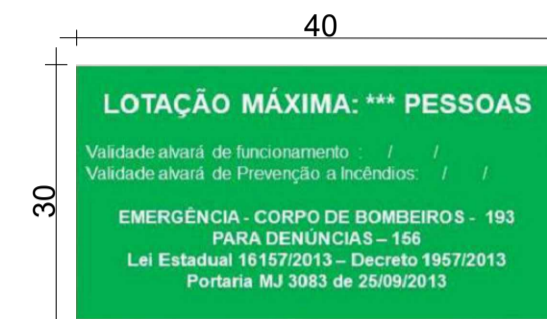 40
30
LOTAÇÃO MÁXIMA: *** PESSOAS
Validade alvará de funcionamento : / /
Validade alvará de Prevenção a Incêndios: / /
EMERGÊNCIA - CORPO DE BOMBEIROS - 193
PARA DENÚNCIAS – 156
Lei Estadual 16157/2013 – Decreto 1957/2013
Portaria MJ 3083 de 25/09/2013